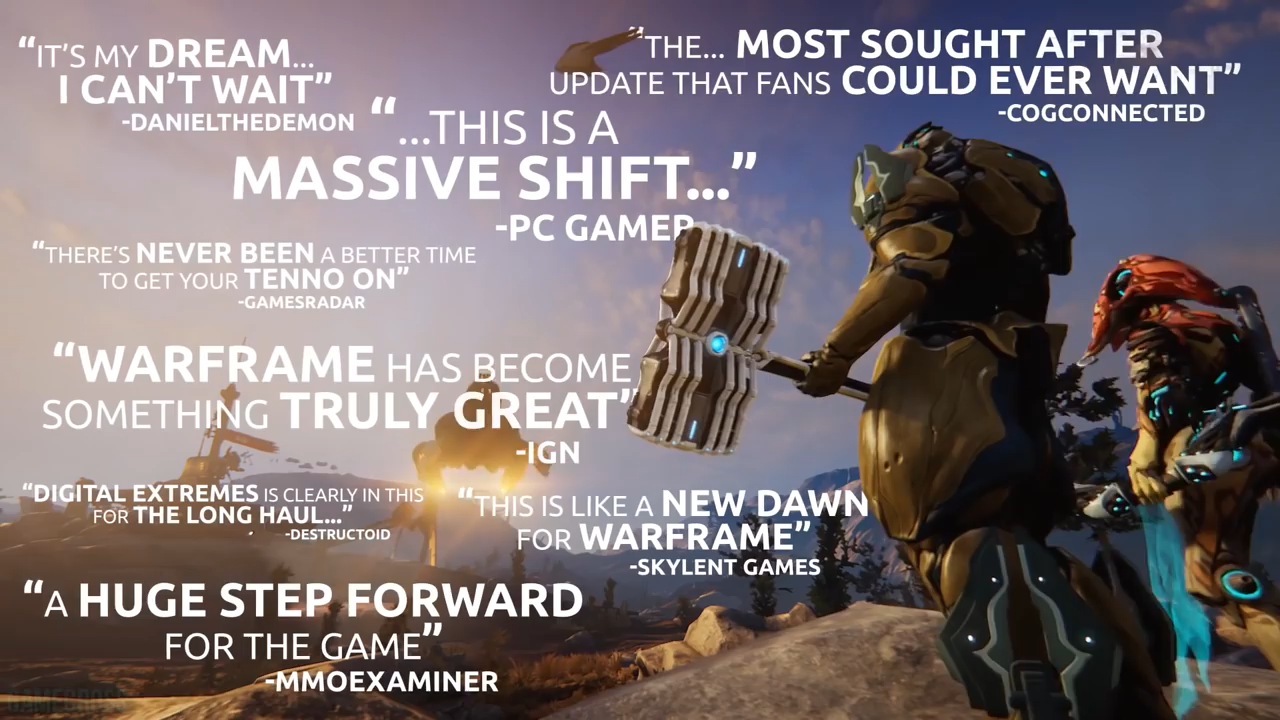 “IT’S MY DREAM...
I CAN’T WAIT”
-DANIELTHEDEMON
“THE... MOST SOUGHT AFTER
UPDATE THAT FANS COULD EVER WANT”
-COGCONNECTED
“...THIS IS A
MASSIVE SHIFT...”
-PC GAMER
“THERE’S NEVER BEEN A BETTER TIME
TO GET YOUR TENNO ON”
-GAMESRADAR
“WARFRAME HAS BECOME
SOMETHING TRULY GREAT”
-IGN
“DIGITAL EXTREMES IS CLEARLY IN THIS
FOR THE LONG HAUL...”
-DESTRUCTOID
“THIS IS LIKE A NEW DAWN
FOR WARFRAME”
-SKYLENT GAMES
“A HUGE STEP FORWARD
FOR THE GAME”
-MMOEXAMINER